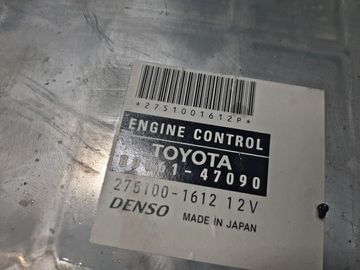 *2751001612P*
ENGINE CONTROL
TOYOTA
1-47090
275100-1612 12V
DENSO MADE IN JAPAN